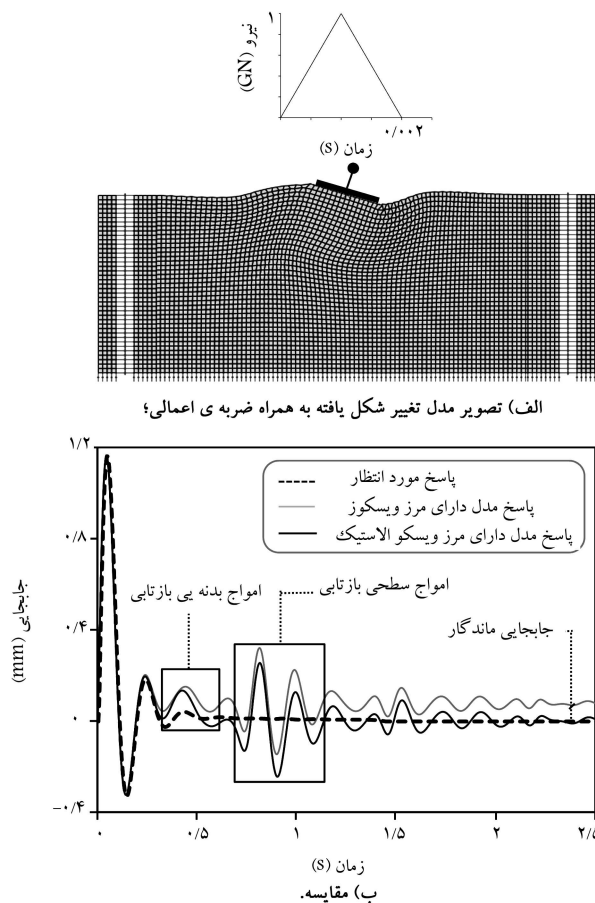 نیرو (GN)
۱
۰/۰۰۲
زمان (s)
الف) تصویر مدل تغییر شکل یافته به همراه ضربه ی اعمالی؛
جابجایی (mm)
۱/۲
۰/۸
۰/۴
۰
−۰/۴
پاسخ مورد انتظار
پاسخ مدل دارای مرز ویسکوز
پاسخ مدل دارای مرز ویسکو الاستیک
امواج بدنه یی بازتابی
امواج سطحی بازتابی
جابجایی ماندگار
۰ ۰/۵ ۱ ۱/۵ ۲ ۲/۵
زمان (s)
ب) مقایسه.